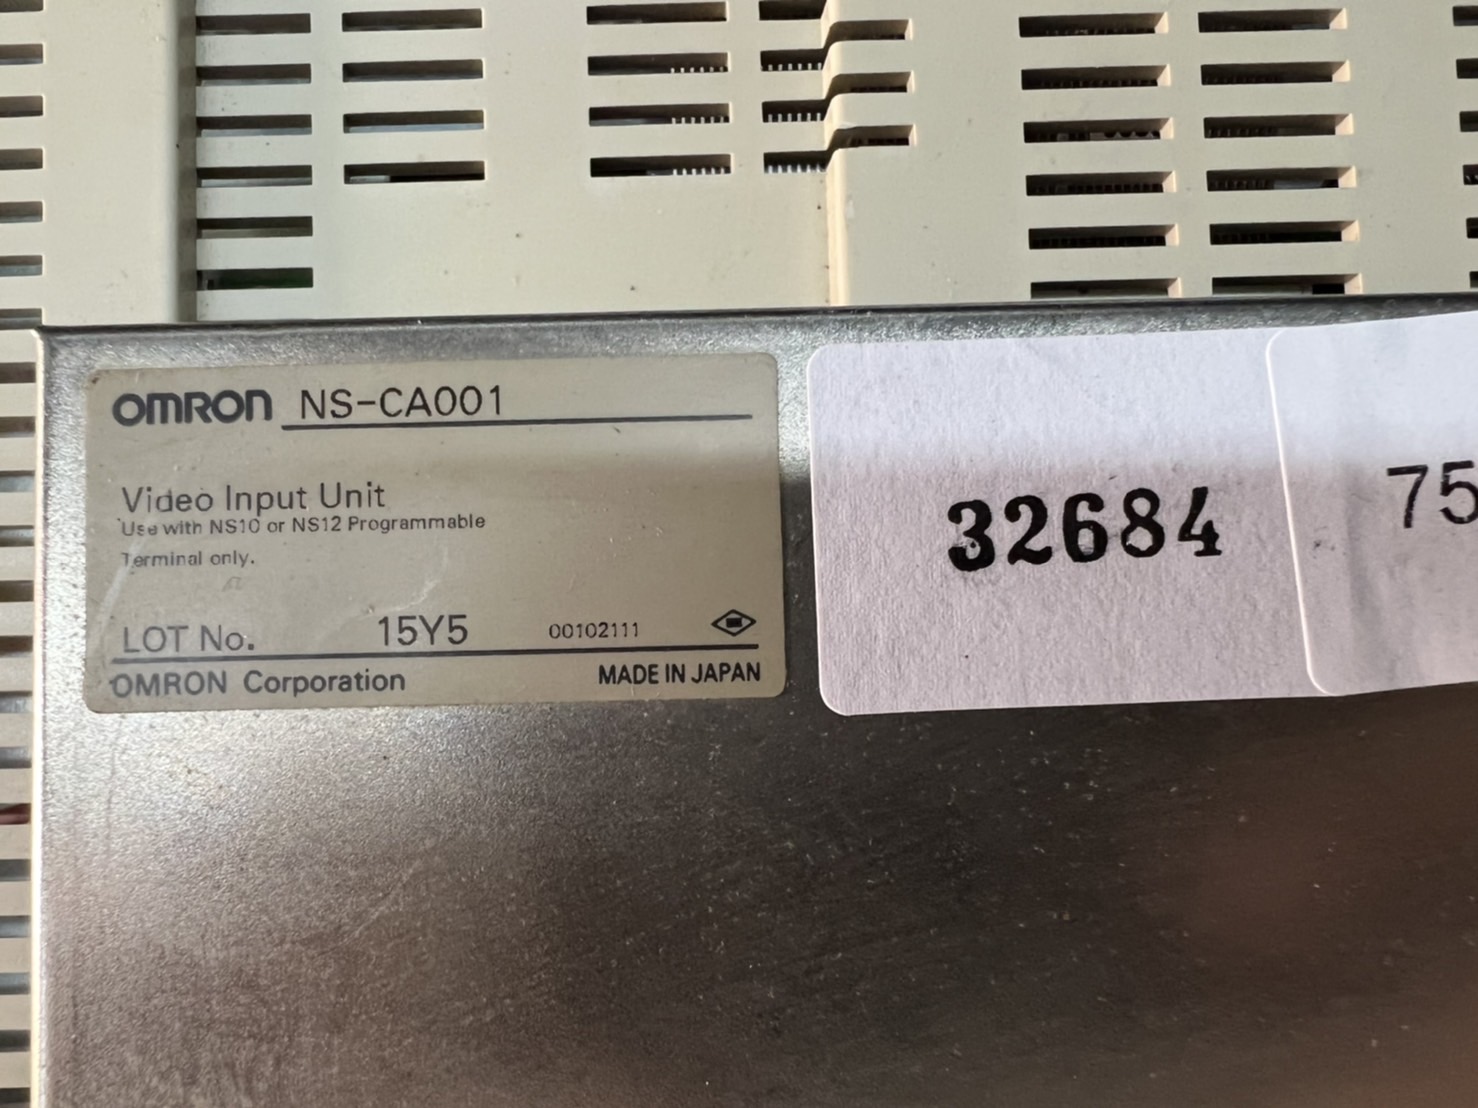 OMRON NS-CA001
Video Input Unit
Use with NS10 or NS12 Programmable
Terminal only.
LOT No. 15Y5 00102111
OMRON Corporation MADE IN JAPAN
32684
75